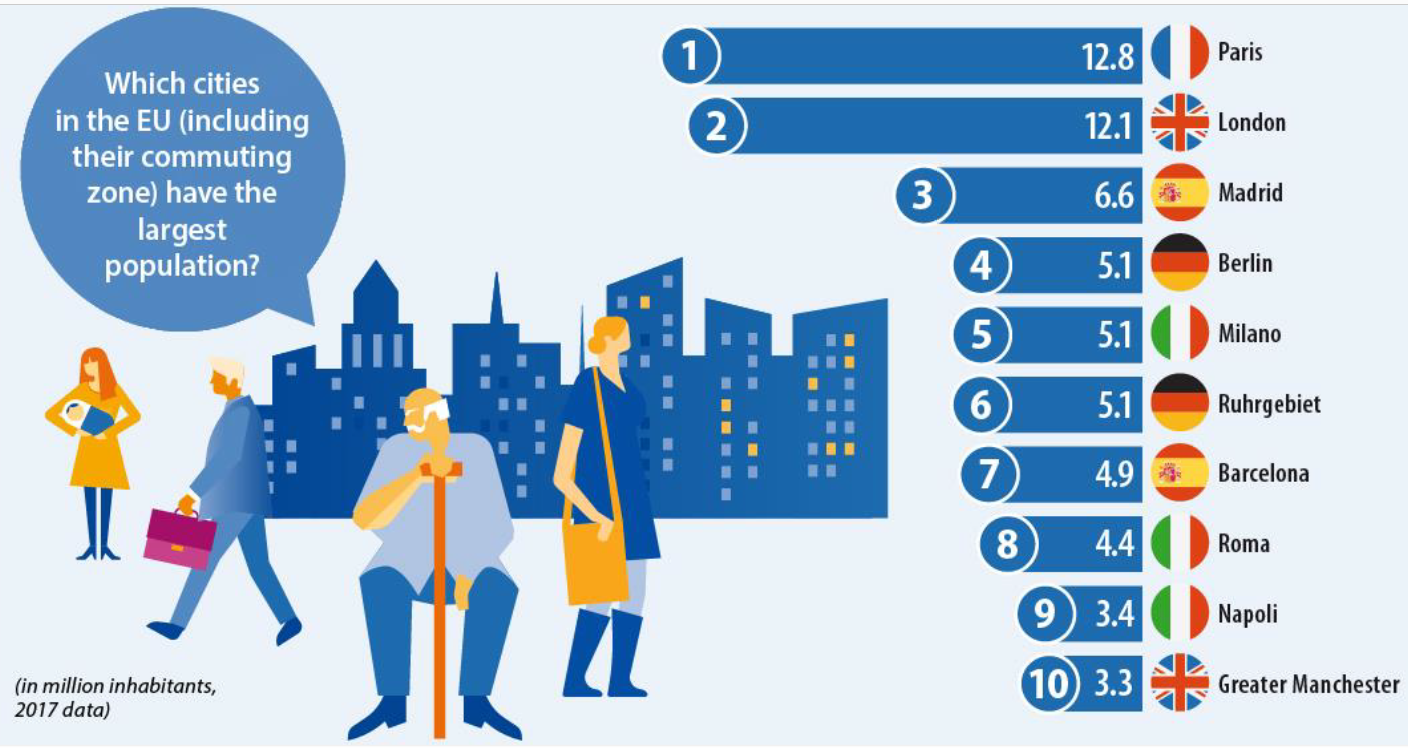 Which cities
in the EU (including
their commuting
zone) have the
largest
population?
1 12.8 Paris
2 12.1 London
3 6.6 Madrid
4 5.1 Berlin
5 5.1 Milano
6 5.1 Ruhrgebiet
7 4.9 Barcelona
8 4.4 Roma
9 3.4 Napoli
10 3.3 Greater Manchester
(in million inhabitants,
2017 data)